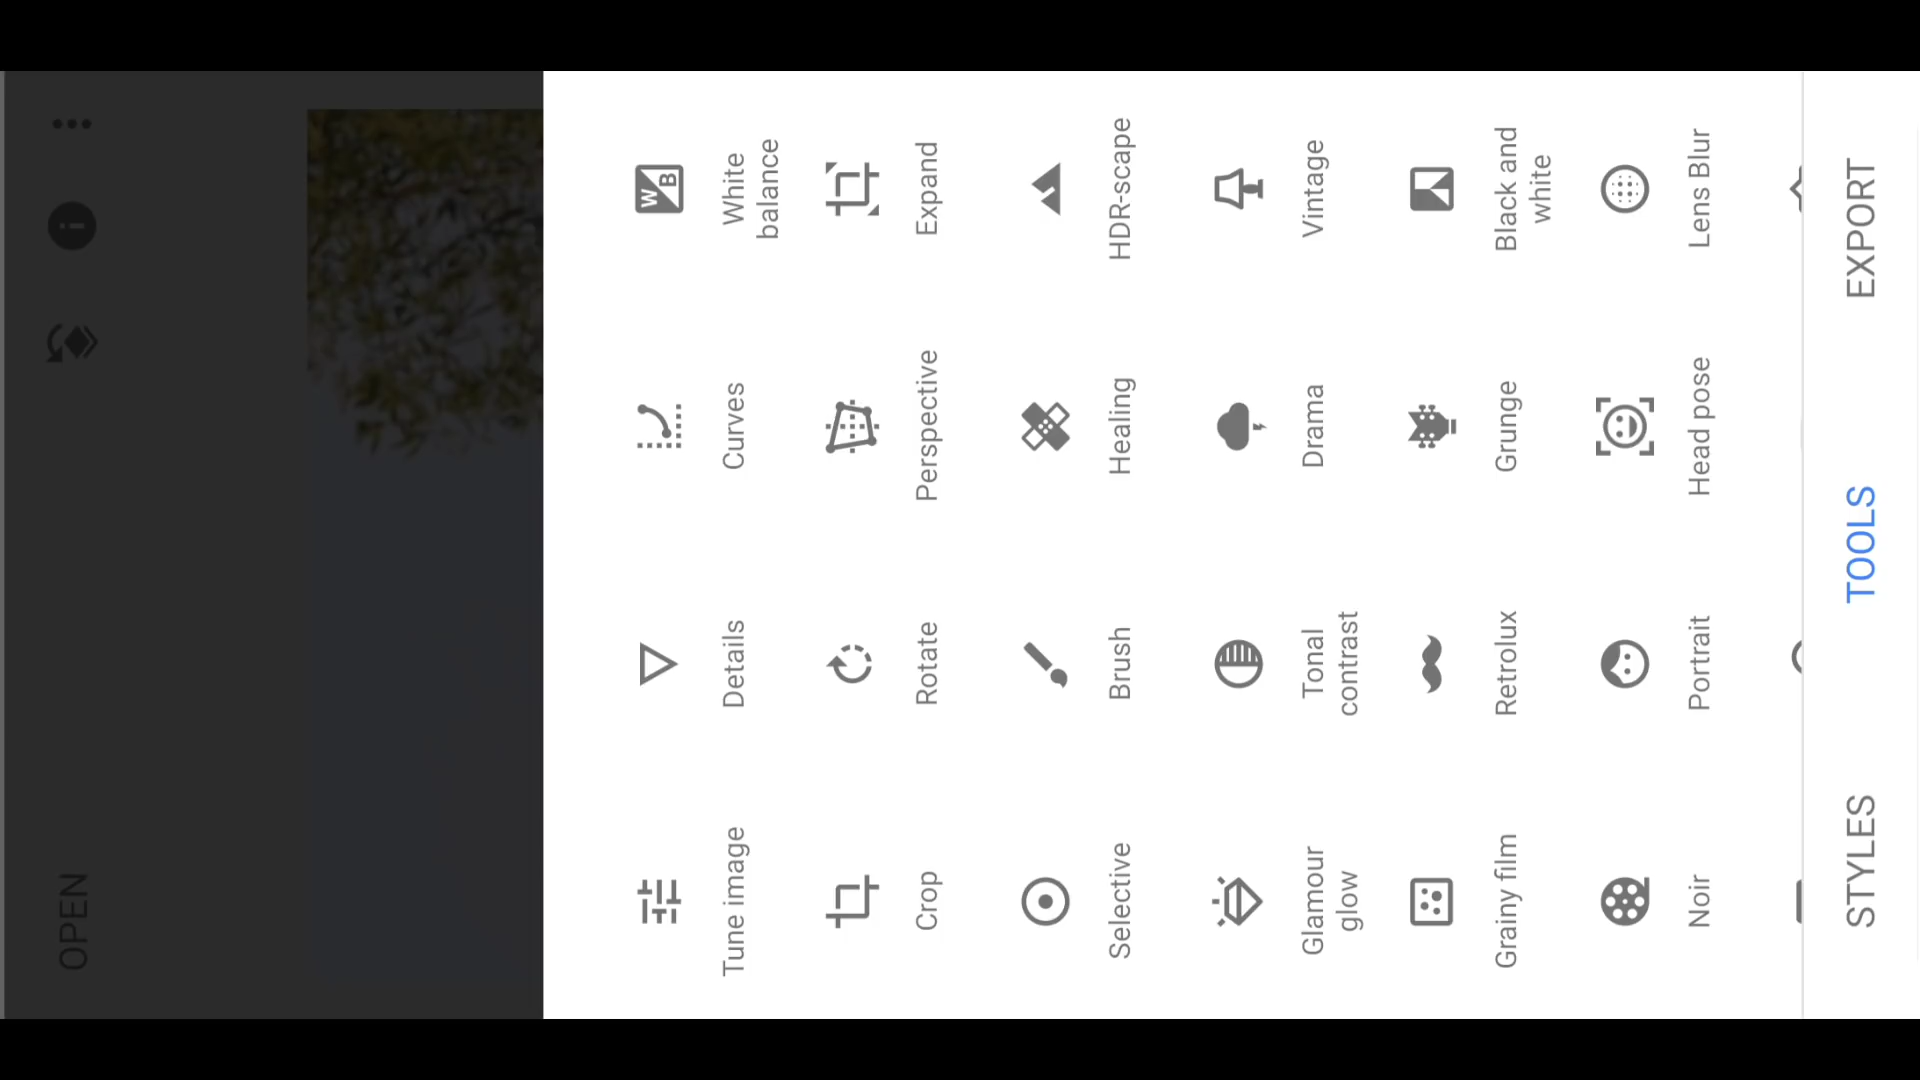 OPEN
Tune image
Details
Curves
White
balance
Crop
Rotate
Perspective
Expand
Selective
Brush
Healing
HDR-scape
Glamour
glow
Tonal
contrast
Drama
Vintage
Grainy film
Retrolux
Grunge
Black and
white
Noir
Portrait
Head pose
Lens Blur
STYLES
TOOLS
EXPORT